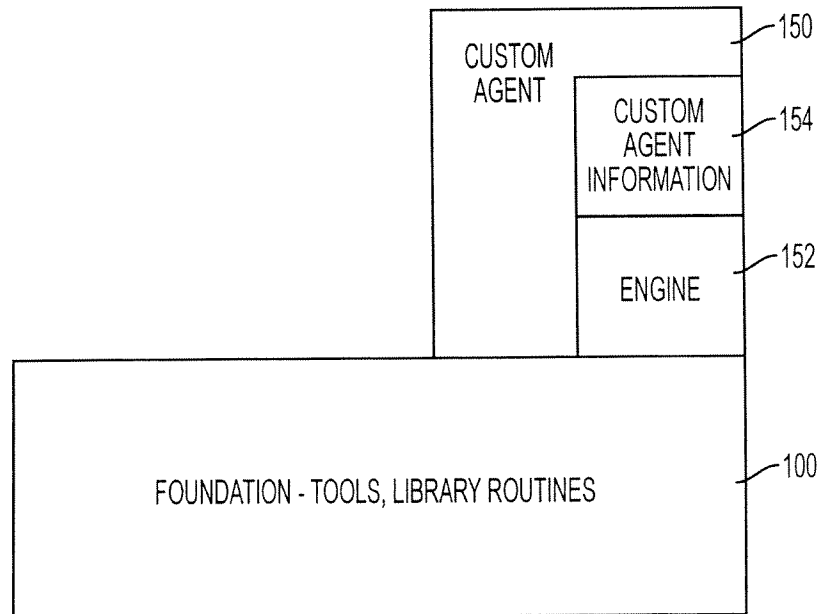 150
CUSTOM
AGENT
CUSTOM
AGENT
INFORMATION
154
ENGINE
152
FOUNDATION - TOOLS, LIBRARY ROUTINES
100